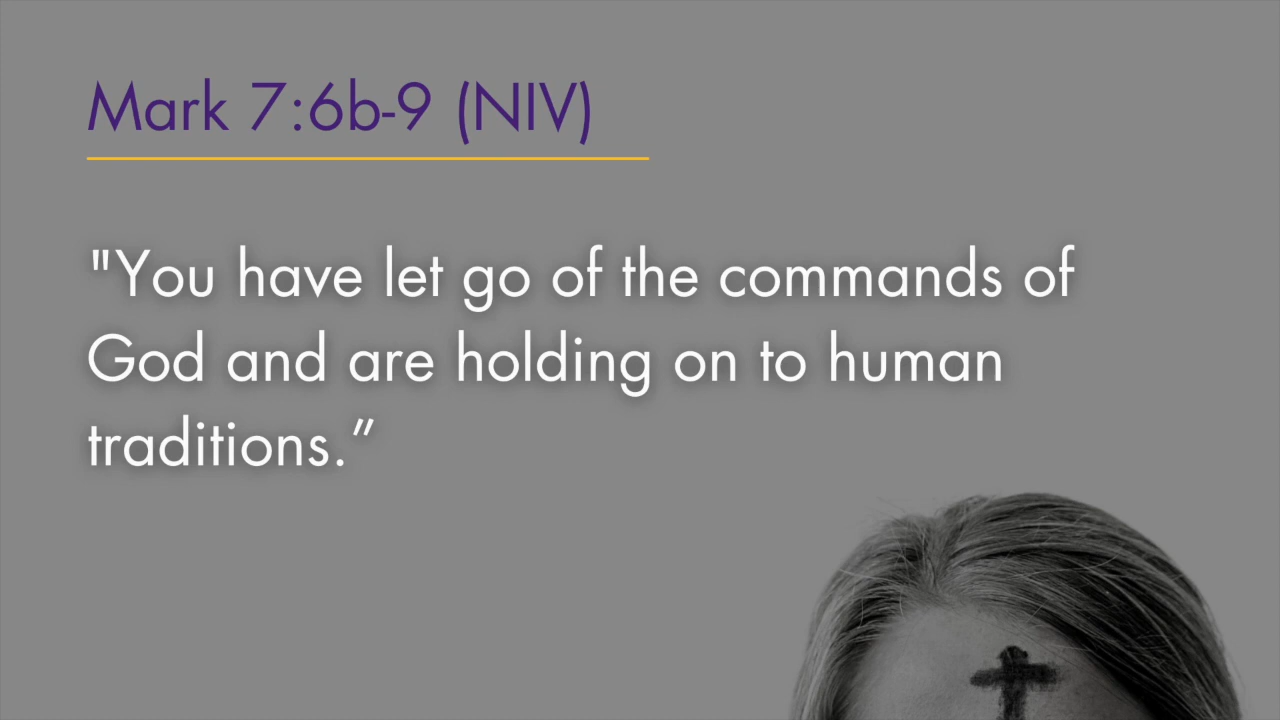 Mark 7:6b-9 (NIV)
"You have let go of the commands of
God and are holding on to human
traditions.”